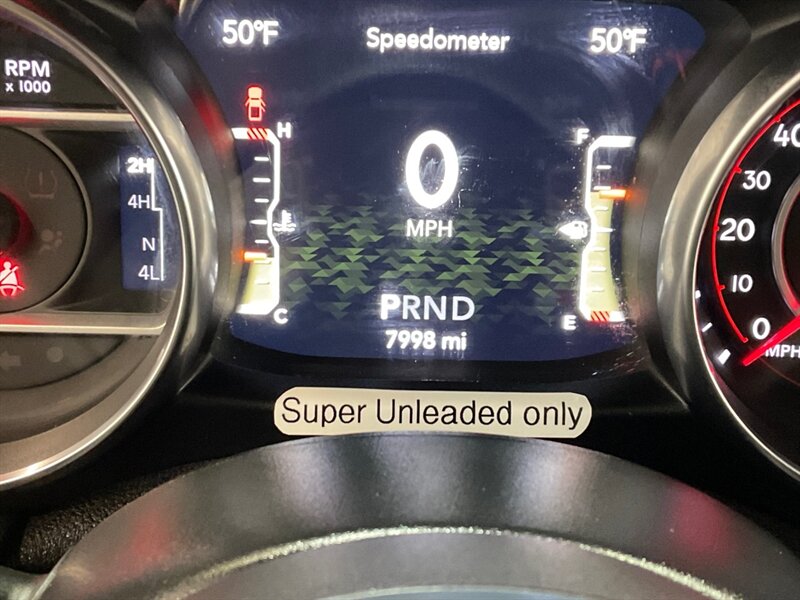 50°F Speedometer 50°F
RPM
x 1000
H F
40
2H
30
4H
0
20
MPH
N
4L
10
PRND
C E
0
7998 mi
MPH
Super Unleaded only